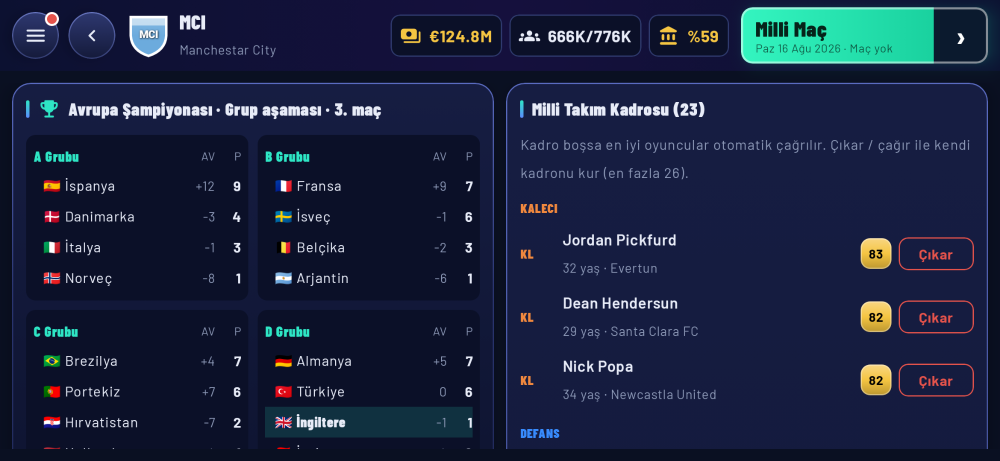 MCI
MCI
Manchestar City
€124.8M
666K/776K
%59
Milli Maç
Paz 16 Ağu 2026 · Maç yok
Avrupa Şampiyonası · Grup aşaması · 3. maç
A Grubu AV P
İspanya +12 9
Danimarka -3 4
İtalya -1 3
Norveç -8 1
B Grubu AV P
Fransa +9 7
İsveç -1 6
Belçika -2 3
Arjantin -6 1
C Grubu AV P
Brezilya +4 7
Portekiz +7 6
Hırvatistan -7 2
D Grubu AV P
Almanya +5 7
Türkiye 0 6
İngiltere -1 1
Milli Takım Kadrosu (23)
Kadro boşsa en iyi oyuncular otomatik çağrılır. Çıkar / çağır ile kendi
kadronu kur (en fazla 26).
KALECI
KL Jordan Pickfurd 83 Çıkar
32 yaş · Evertun
KL Dean Hendersun 82 Çıkar
29 yaş · Santa Clara FC
KL Nick Popa 82 Çıkar
34 yaş · Newcastla United
DEFANS